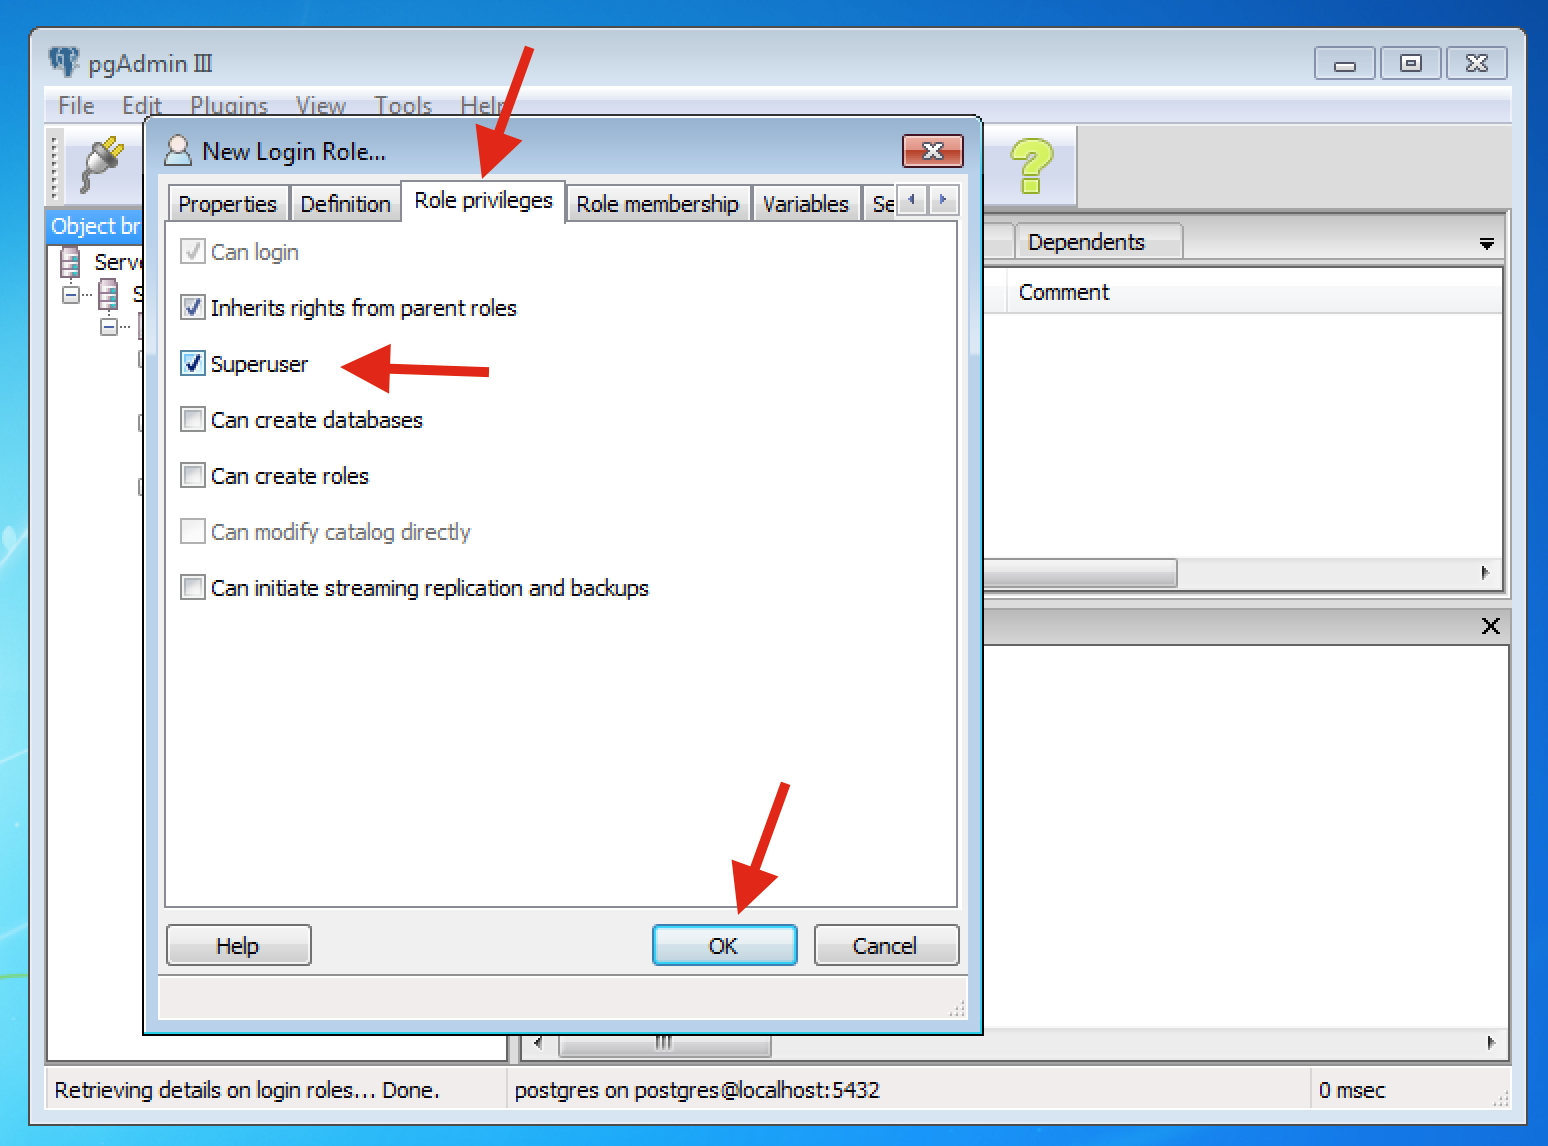 pgAdmin III
File Edit Plugins View Tools Help
New Login Role...
Properties Definition Role privileges Role membership Variables
Object
Dependents
Can login
Comment
Inherits rights from parent roles
Superuser
Can create databases
Can create roles
Can modify catalog directly
Can initiate streaming replication and backups
Help OK Cancel
Retrieving details on login roles... Done. postgres on postgres@localhost:5432 0 msec